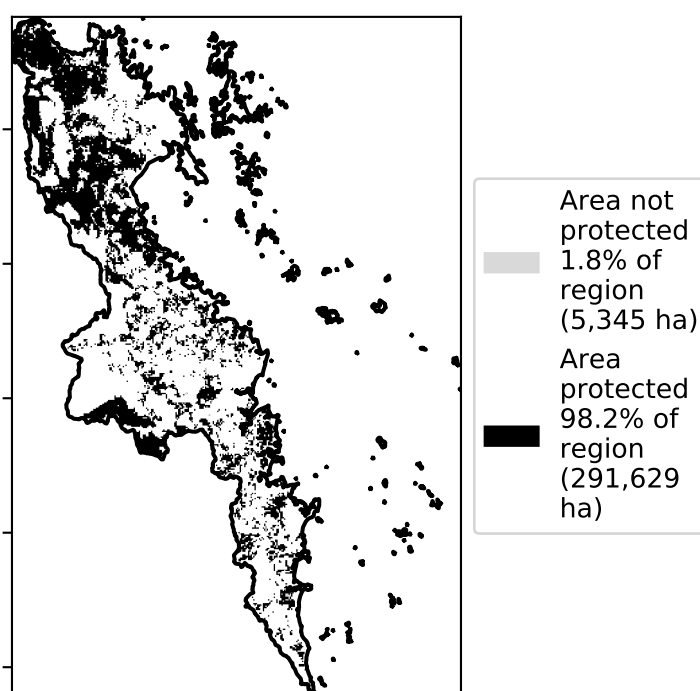 Area not
protected
1.8% of
region
(5,345 ha)
Area
protected
98.2% of
region
(291,629
ha)